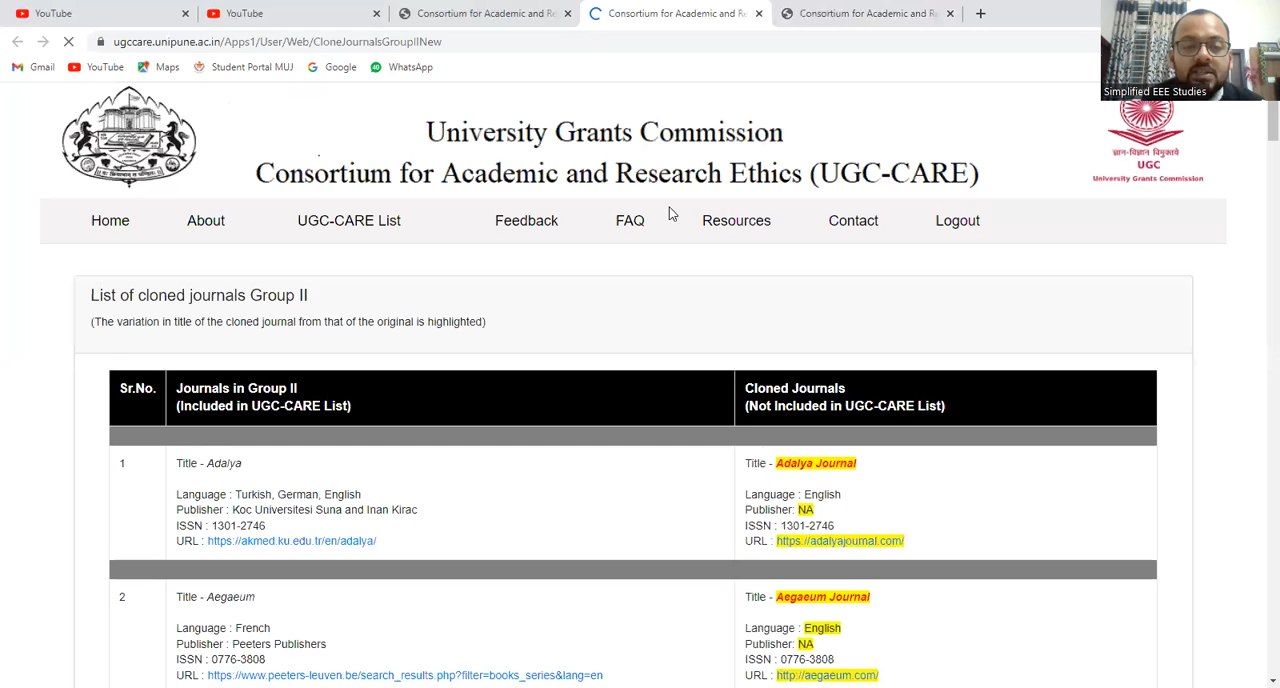 YouTube
YouTube
Consortium for Academic and Re
Consortium for Academic and Re
Consortium for Academic and Re
ugccare.unipune.ac.in/Apps1/User/Web/CloneJournalsGroupIINew
Gmail YouTube Maps Student Portal MUJ Google WhatsApp
Simplified EEE Studies
University Grants Commission
Consortium for Academic and Research Ethics (UGC-CARE)
ज्ञान-विज्ञान विमुक्तये
UGC
University Grants Commission
Home About UGC-CARE List Feedback FAQ Resources Contact Logout
List of cloned journals Group II
(The variation in title of the cloned journal from that of the original is highlighted)
Sr.No.
Journals in Group II
(Included in UGC-CARE List)
Cloned Journals
(Not Included in UGC-CARE List)
1
Title - Adalya
Language : Turkish, German, English
Publisher : Koc Universitesi Suna and Inan Kirac
ISSN : 1301-2746
URL : https://akmed.ku.edu.tr/en/adalya/
Title - Adalya Journal
Language : English
Publisher: NA
ISSN : 1301-2746
URL : https://adalyajournal.com/
2
Title - Aegaeum
Language : French
Publisher : Peeters Publishers
ISSN : 0776-3808
URL : https://www.peeters-leuven.be/search_results.php?filter=books_series&lang=en
Title - Aegaeum Journal
Language : English
Publisher: NA
ISSN : 0776-3808
URL : http://aegaeum.com/